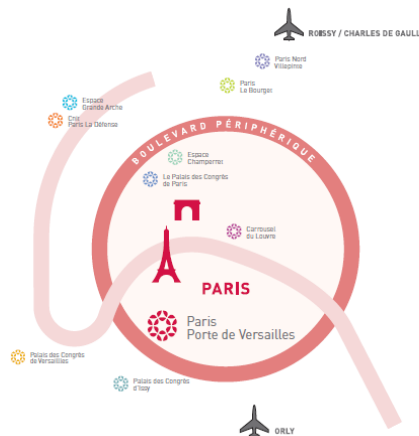 ROISSY / CHARLES DE GAULL
Paris Nord
Villepinte
Paris
Le Bourget
Espace
Grande Arche
Cnit
Paris La Défense
BOULEVARD PÉRIPHÉRIQUE
Espace
Champerret
Le Palais des Congrès
de Paris
Carrousel
du Louvre
PARIS
Paris
Porte de Versailles
Palais des Congrès
de Versailles
Palais des Congrès
d'Issy
ORLY